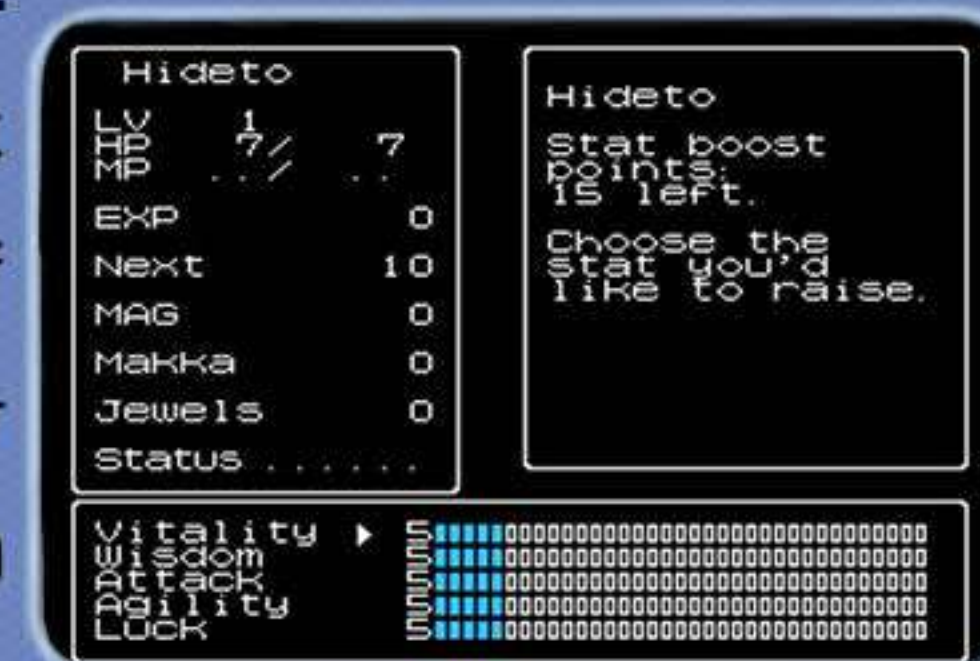 Hideto
LV 1
HP 7/ 7
MP ../ ..
EXP 0
Next 10
MAG 0
Makka 0
Jewels 0
Status ......
Hideto
Stat boost
points:
15 left.
Choose the
stat you'd
like to raise.
Vitality ▶ 5
Wisdom 5
Attack 5
Agility 5
Luck 5